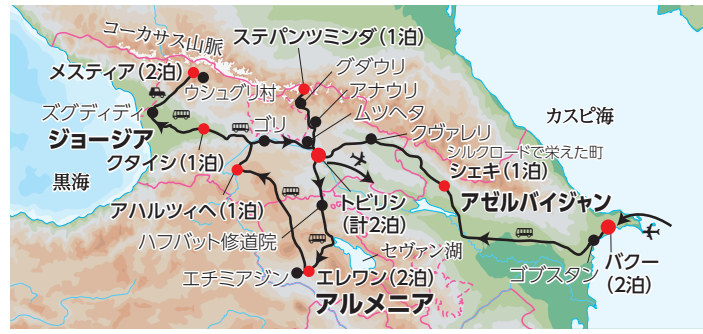 コーカサス山脈
ステパンツミンダ(1泊)
メスティア(2泊)
グダウリ
アナウリ
ウシュグリ村
ムツヘタ
カスピ海
ズグディディ
ゴリ
クヴァレリ
ジョージア
シルクロードで栄えた町
クタイシ(1泊)
シェキ(1泊)
黒海
トビリシ
(計2泊)
アゼルバイジャン
アハルツィヘ(1泊)
ハフパット修道院
セヴァン湖
ゴブスタン
バクー
(2泊)
エチミアジン
エレワン(2泊)
アルメニア